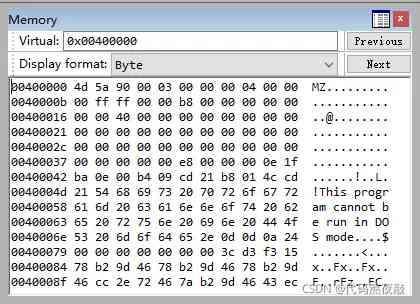 Memory
Virtual: 0x00400000 Previous
Display format: Byte Next
00400000 4d 5a 90 00 03 00 00 00 04 00 00 MZ.........
0040000b 00 ff ff 00 00 b8 00 00 00 00 00 ...........
00400016 00 00 40 00 00 00 00 00 00 00 00 ..@........
00400021 00 00 00 00 00 00 00 00 00 00 00 ...........
0040002c 00 00 00 00 00 00 00 00 00 00 00 ...........
00400037 00 00 00 00 00 e8 00 00 00 0e 1f ...........
00400042 ba 0e 00 b4 09 cd 21 b8 01 4c cd ......!..L.
0040004d 21 54 68 69 73 20 70 72 6f 67 72 !This progr
00400058 61 6d 20 63 61 6e 6e 6f 74 20 62 am cannot b
00400063 65 20 72 75 6e 20 69 6e 20 44 4f e run in DO
0040006e 53 20 6d 6f 64 65 2e 0d 0d 0a 24 S mode....$
00400079 00 00 00 00 00 00 00 3c d3 f3 15 .......<...
00400084 78 b2 9d 46 78 b2 9d 46 78 b2 9d x..Fx..Fx..
0040008f 46 cc 2e 72 46 7a b2 9d 46 43 ec F..rFz..FC.